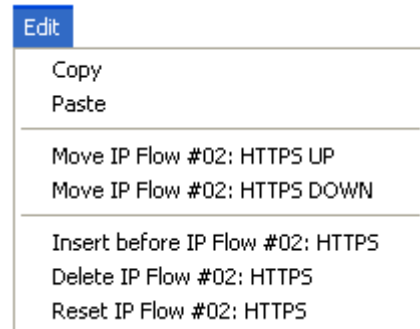 Edit
Copy
Paste
Move IP Flow #02: HTTPS UP
Move IP Flow #02: HTTPS DOWN
Insert before IP Flow #02: HTTPS
Delete IP Flow #02: HTTPS
Reset IP Flow #02: HTTPS